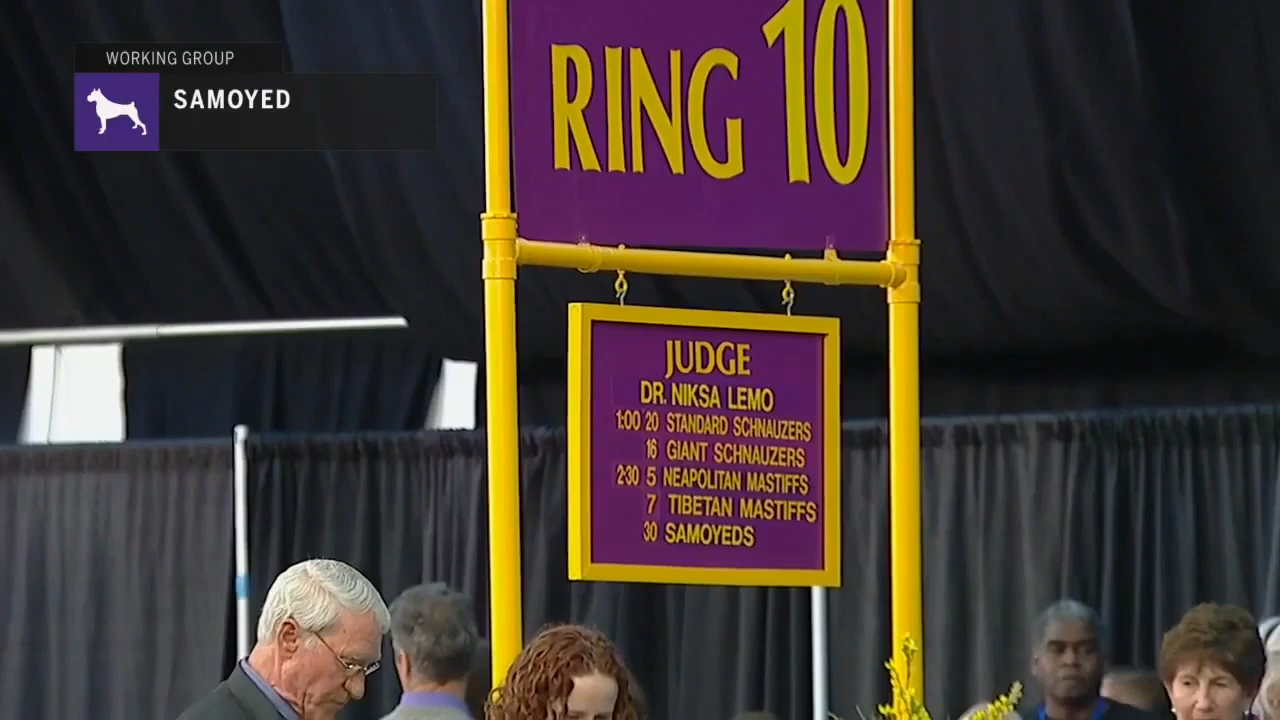 WORKING GROUP
SAMOYED
RING 10
JUDGE
DR. NIKSA LEMO
1:00 20 STANDARD SCHNAUZERS
16 GIANT SCHNAUZERS
2:30 5 NEAPOLITAN MASTIFFS
7 TIBETAN MASTIFFS
30 SAMOYEDS